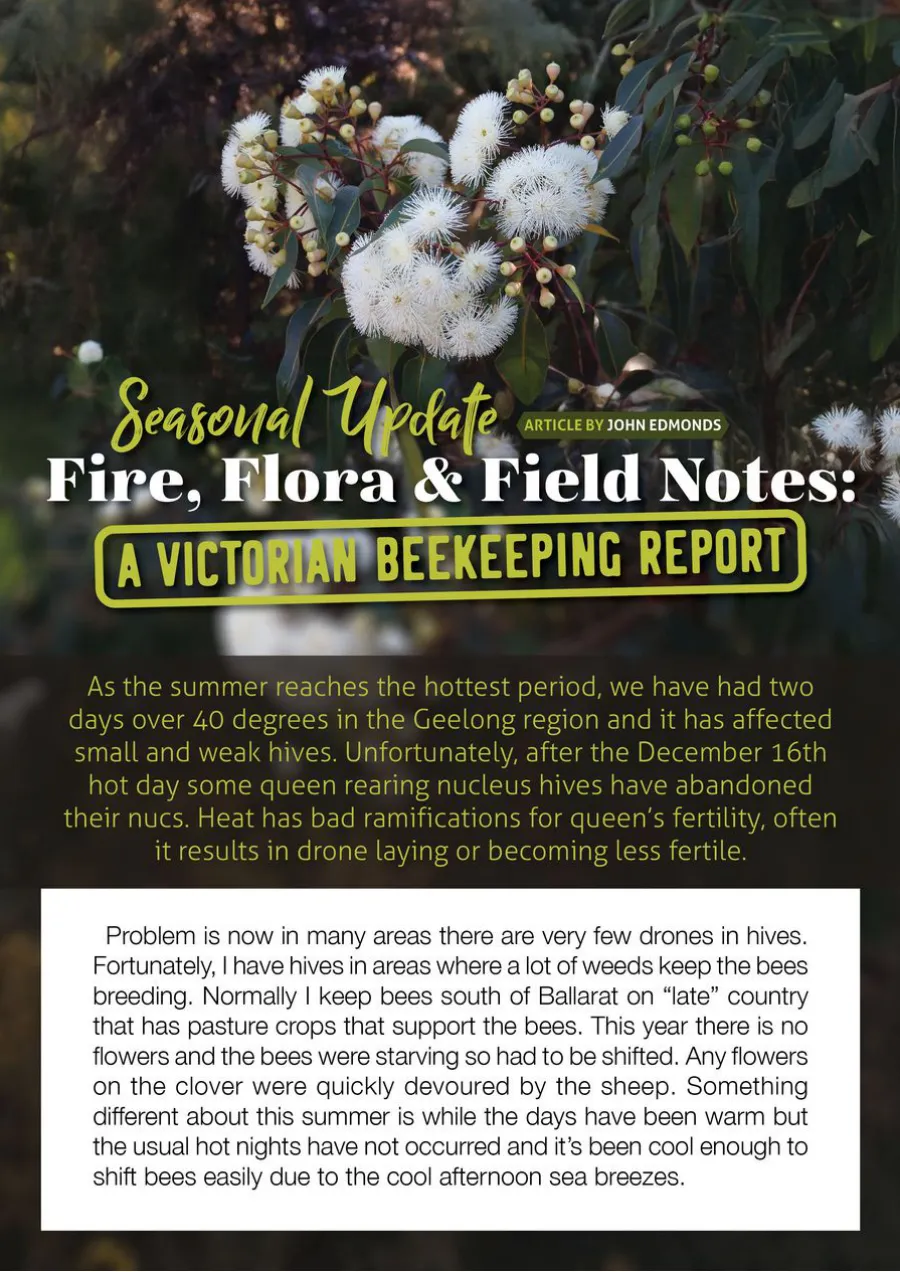 Seasonal Update
ARTICLE BY JOHN EDMONDS
Fire, Flora & Field Notes:
A VICTORIAN BEEKEEPING REPORT
As the summer reaches the hottest period, we have had two
days over 40 degrees in the Geelong region and it has affected
small and weak hives. Unfortunately, after the December 16th
hot day some queen rearing nucleus hives have abandoned
their nucs. Heat has bad ramifications for queen’s fertility, often
it results in drone laying or becoming less fertile.
Problem is now in many areas there are very few drones in hives.
Fortunately, I have hives in areas where a lot of weeds keep the bees
breeding. Normally I keep bees south of Ballarat on “late” country
that has pasture crops that support the bees. This year there is no
flowers and the bees were starving so had to be shifted. Any flowers
on the clover were quickly devoured by the sheep. Something
different about this summer is while the days have been warm but
the usual hot nights have not occurred and it’s been cool enough to
shift bees easily due to the cool afternoon sea breezes.